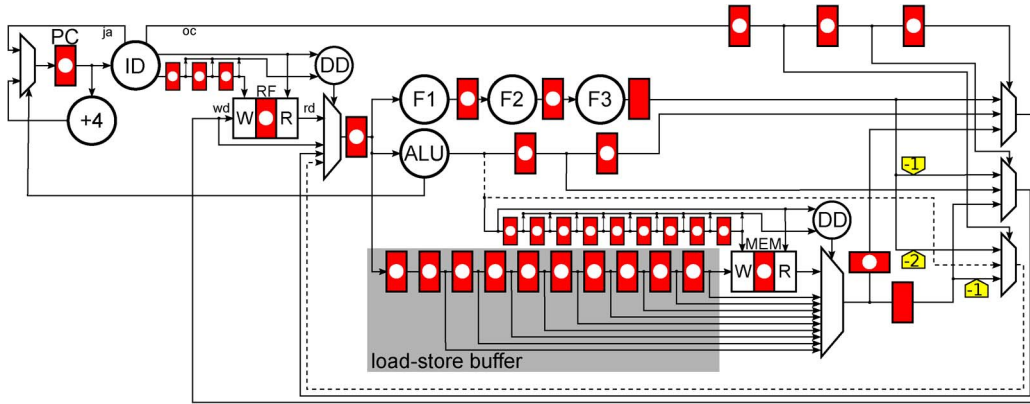 ja
oc
PC
ID
DD
+4
RF
wd
W
R
rd
F1
F2
F3
ALU
-1
DD
MEM
W
R
-2
-1
load-store buffer